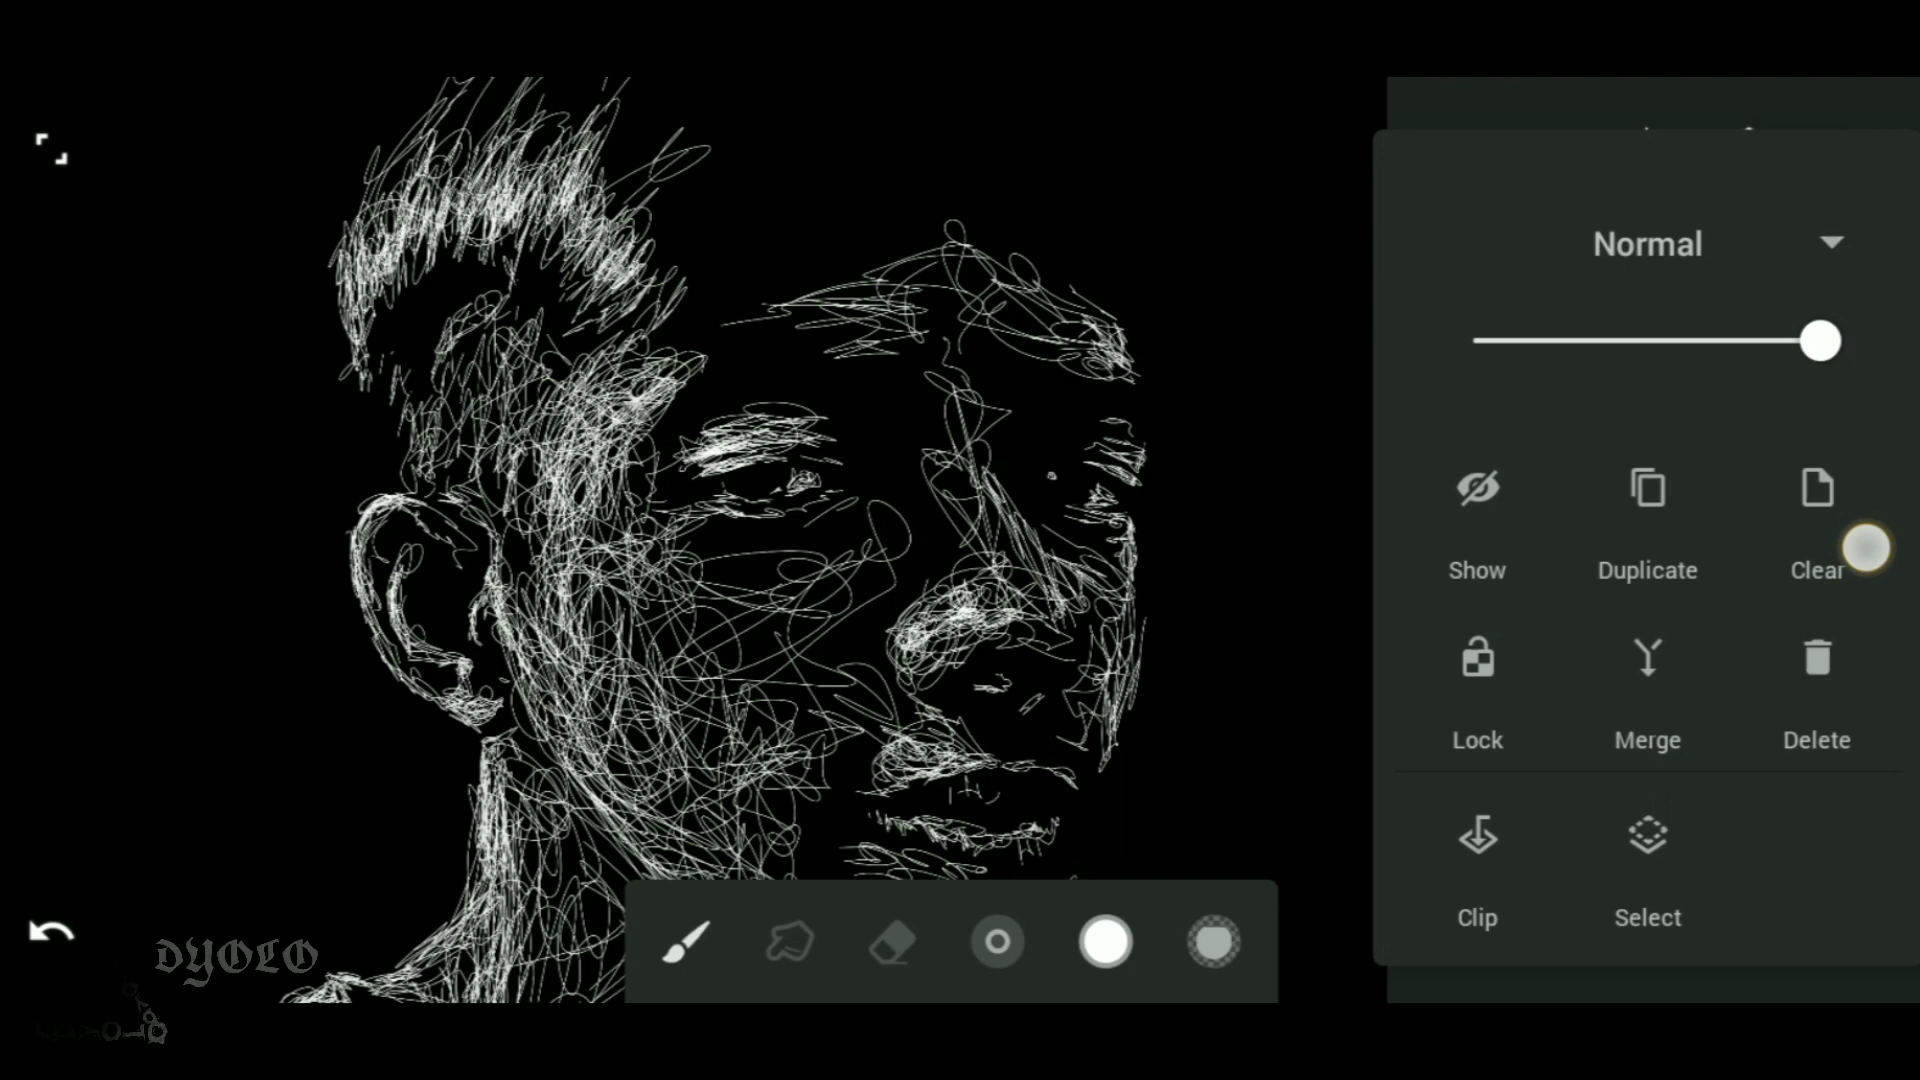 Normal
Show Duplicate Clear
Lock Merge Delete
Clip Select
DYOLO